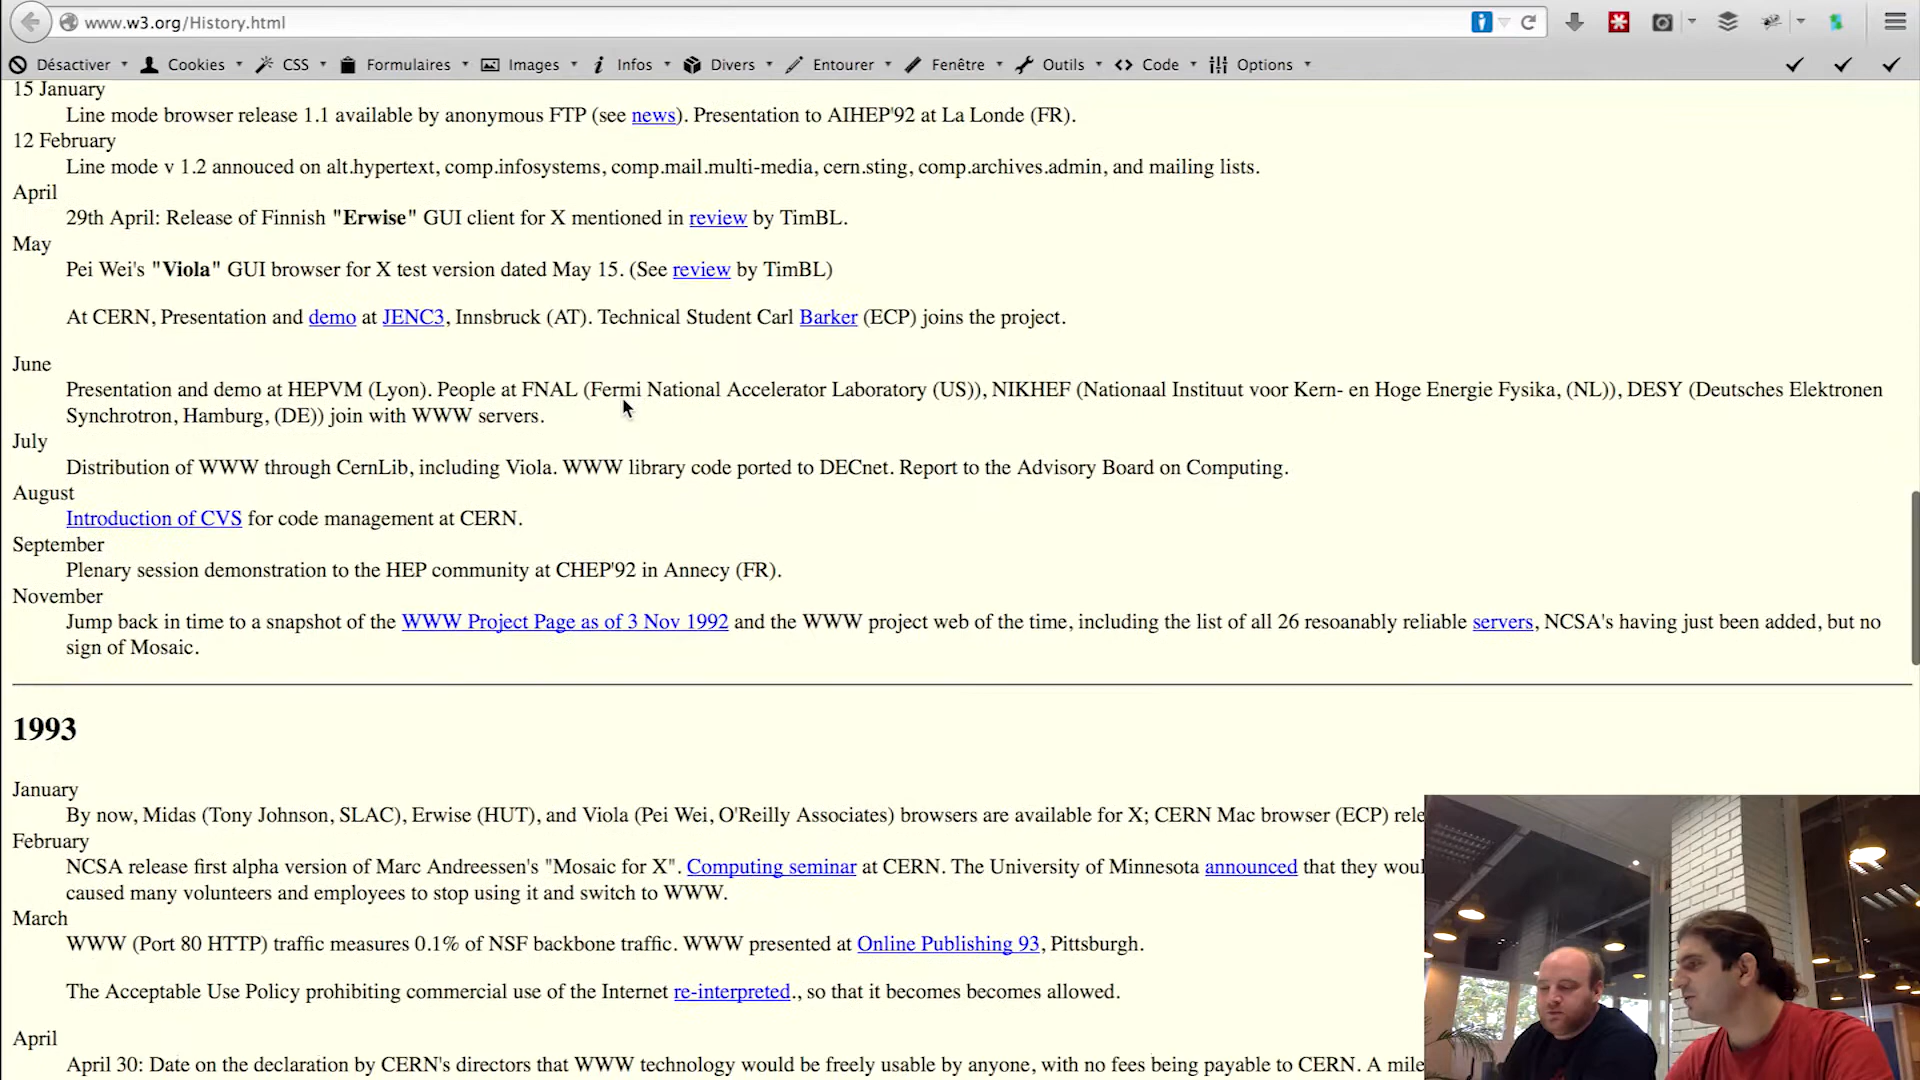 www.w3.org/History.html
Désactiver Cookies CSS Formulaires Images Infos Divers Entourer Fenêtre Outils Code Options
15 January
Line mode browser release 1.1 available by anonymous FTP (see news). Presentation to AIHEP'92 at La Londe (FR).
12 February
Line mode v 1.2 annouced on alt.hypertext, comp.infosystems, comp.mail.multi-media, cern.sting, comp.archives.admin, and mailing lists.
April
29th April: Release of Finnish "Erwise" GUI client for X mentioned in review by TimBL.
May
Pei Wei's "Viola" GUI browser for X test version dated May 15. (See review by TimBL)
At CERN, Presentation and demo at JENC3, Innsbruck (AT). Technical Student Carl Barker (ECP) joins the project.
June
Presentation and demo at HEPVM (Lyon). People at FNAL (Fermi National Accelerator Laboratory (US)), NIKHEF (Nationaal Instituut voor Kern- en Hoge Energie Fysika, (NL)), DESY (Deutsches Elektronen
Synchrotron, Hamburg, (DE)) join with WWW servers.
July
Distribution of WWW through CernLib, including Viola. WWW library code ported to DECnet. Report to the Advisory Board on Computing.
August
Introduction of CVS for code management at CERN.
September
Plenary session demonstration to the HEP community at CHEP'92 in Annecy (FR).
November
Jump back in time to a snapshot of the WWW Project Page as of 3 Nov 1992 and the WWW project web of the time, including the list of all 26 resoanably reliable servers, NCSA's having just been added, but no
sign of Mosaic.
1993
January
By now, Midas (Tony Johnson, SLAC), Erwise (HUT), and Viola (Pei Wei, O'Reilly Associates) browsers are available for X; CERN Mac browser (ECP) rele
February
NCSA release first alpha version of Marc Andreessen's "Mosaic for X". Computing seminar at CERN. The University of Minnesota announced that they woul
caused many volunteers and employees to stop using it and switch to WWW.
March
WWW (Port 80 HTTP) traffic measures 0.1% of NSF backbone traffic. WWW presented at Online Publishing 93, Pittsburgh.
The Acceptable Use Policy prohibiting commercial use of the Internet re-interpreted., so that it becomes becomes allowed.
April
April 30: Date on the declaration by CERN's directors that WWW technology would be freely usable by anyone, with no fees being payable to CERN. A mile